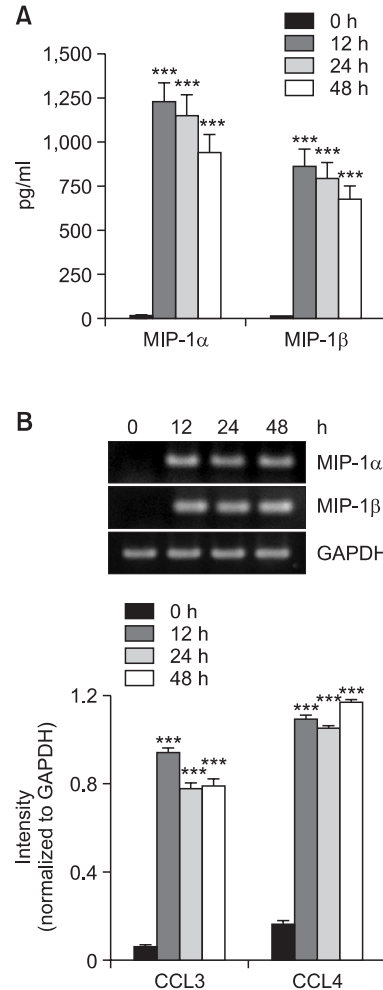 A
0 h
12 h
24 h
48 h
1,500
1,250
1,000
750
500
250
0
pg/ml
*** *** ***
*** *** ***
MIP-1α MIP-1β
B
0 12 24 48 h
MIP-1α
MIP-1β
GAPDH
0 h
12 h
24 h
48 h
1.2
0.8
0.4
0
Intensity
(normalized to GAPDH)
*** *** ***
*** *** ***
CCL3 CCL4